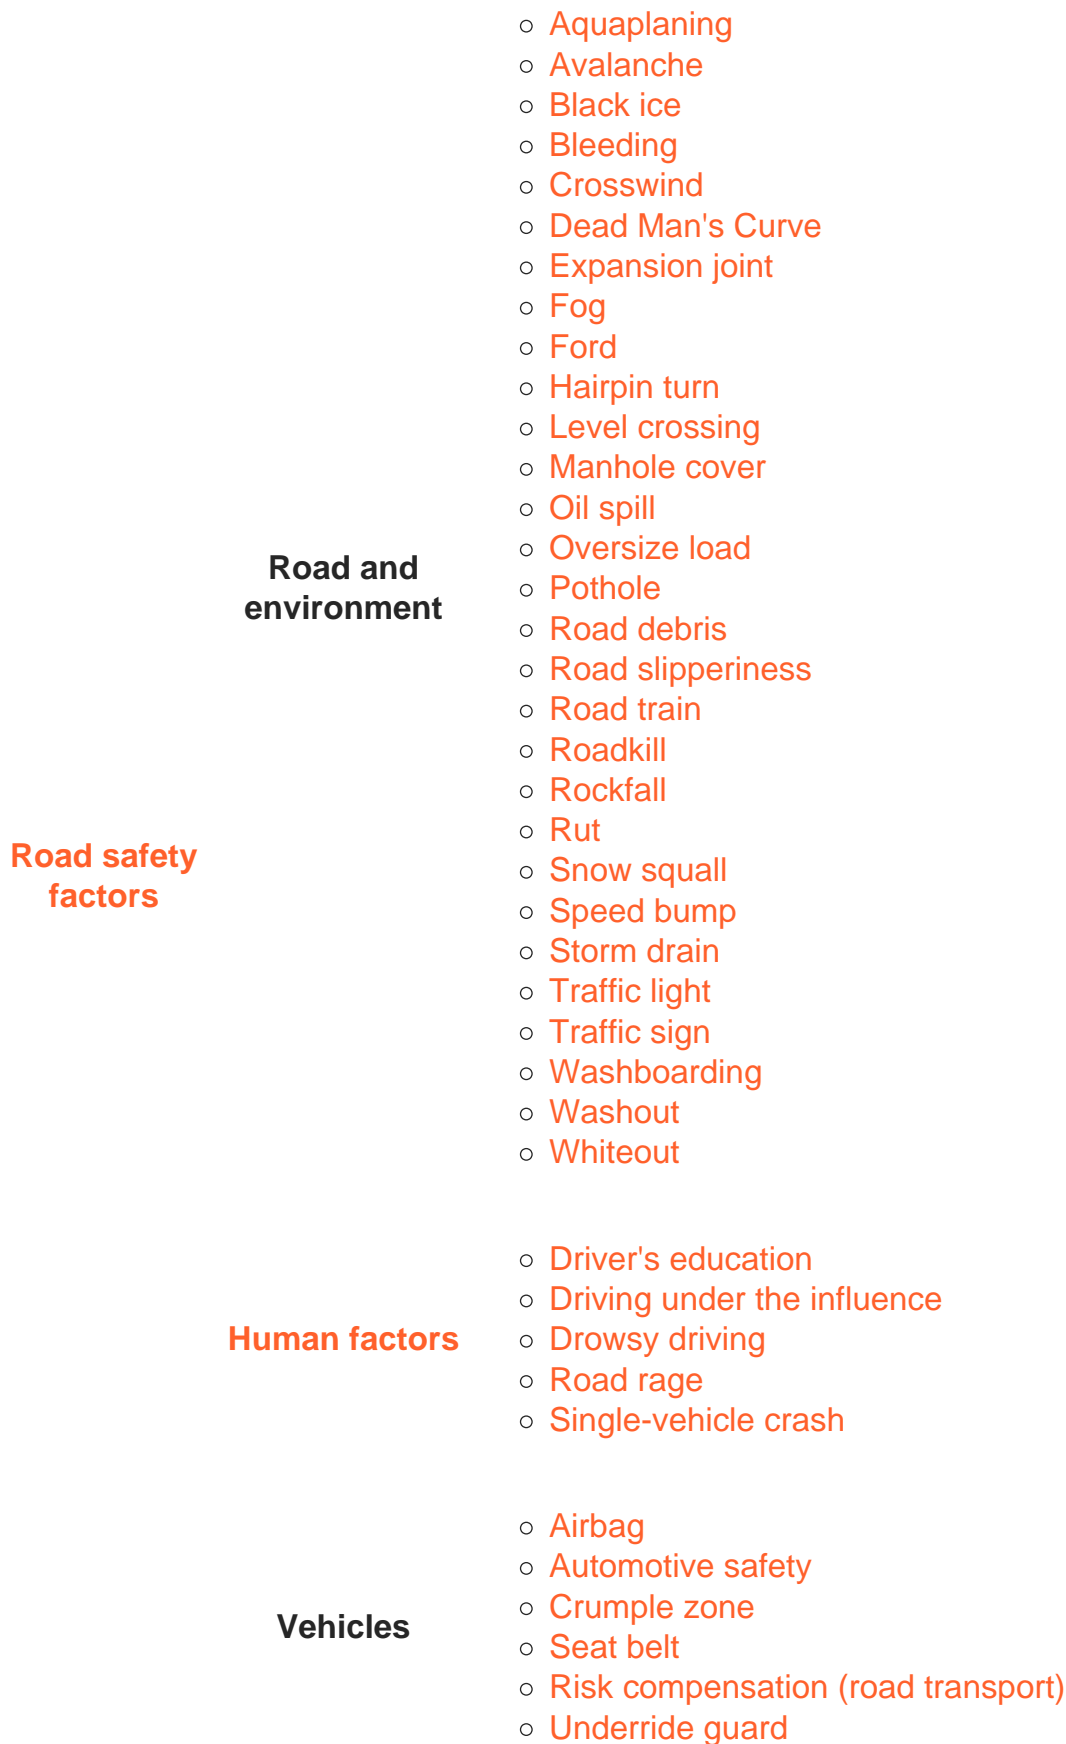 Road safety
factors
Road and
environment
○ Aquaplaning
○ Avalanche
○ Black ice
○ Bleeding
○ Crosswind
○ Dead Man's Curve
○ Expansion joint
○ Fog
○ Ford
○ Hairpin turn
○ Level crossing
○ Manhole cover
○ Oil spill
○ Oversize load
○ Pothole
○ Road debris
○ Road slipperiness
○ Road train
○ Roadkill
○ Rockfall
○ Rut
○ Snow squall
○ Speed bump
○ Storm drain
○ Traffic light
○ Traffic sign
○ Washboarding
○ Washout
○ Whiteout
Human factors
○ Driver's education
○ Driving under the influence
○ Drowsy driving
○ Road rage
○ Single-vehicle crash
Vehicles
○ Airbag
○ Automotive safety
○ Crumple zone
○ Seat belt
○ Risk compensation (road transport)
○ Underride guard